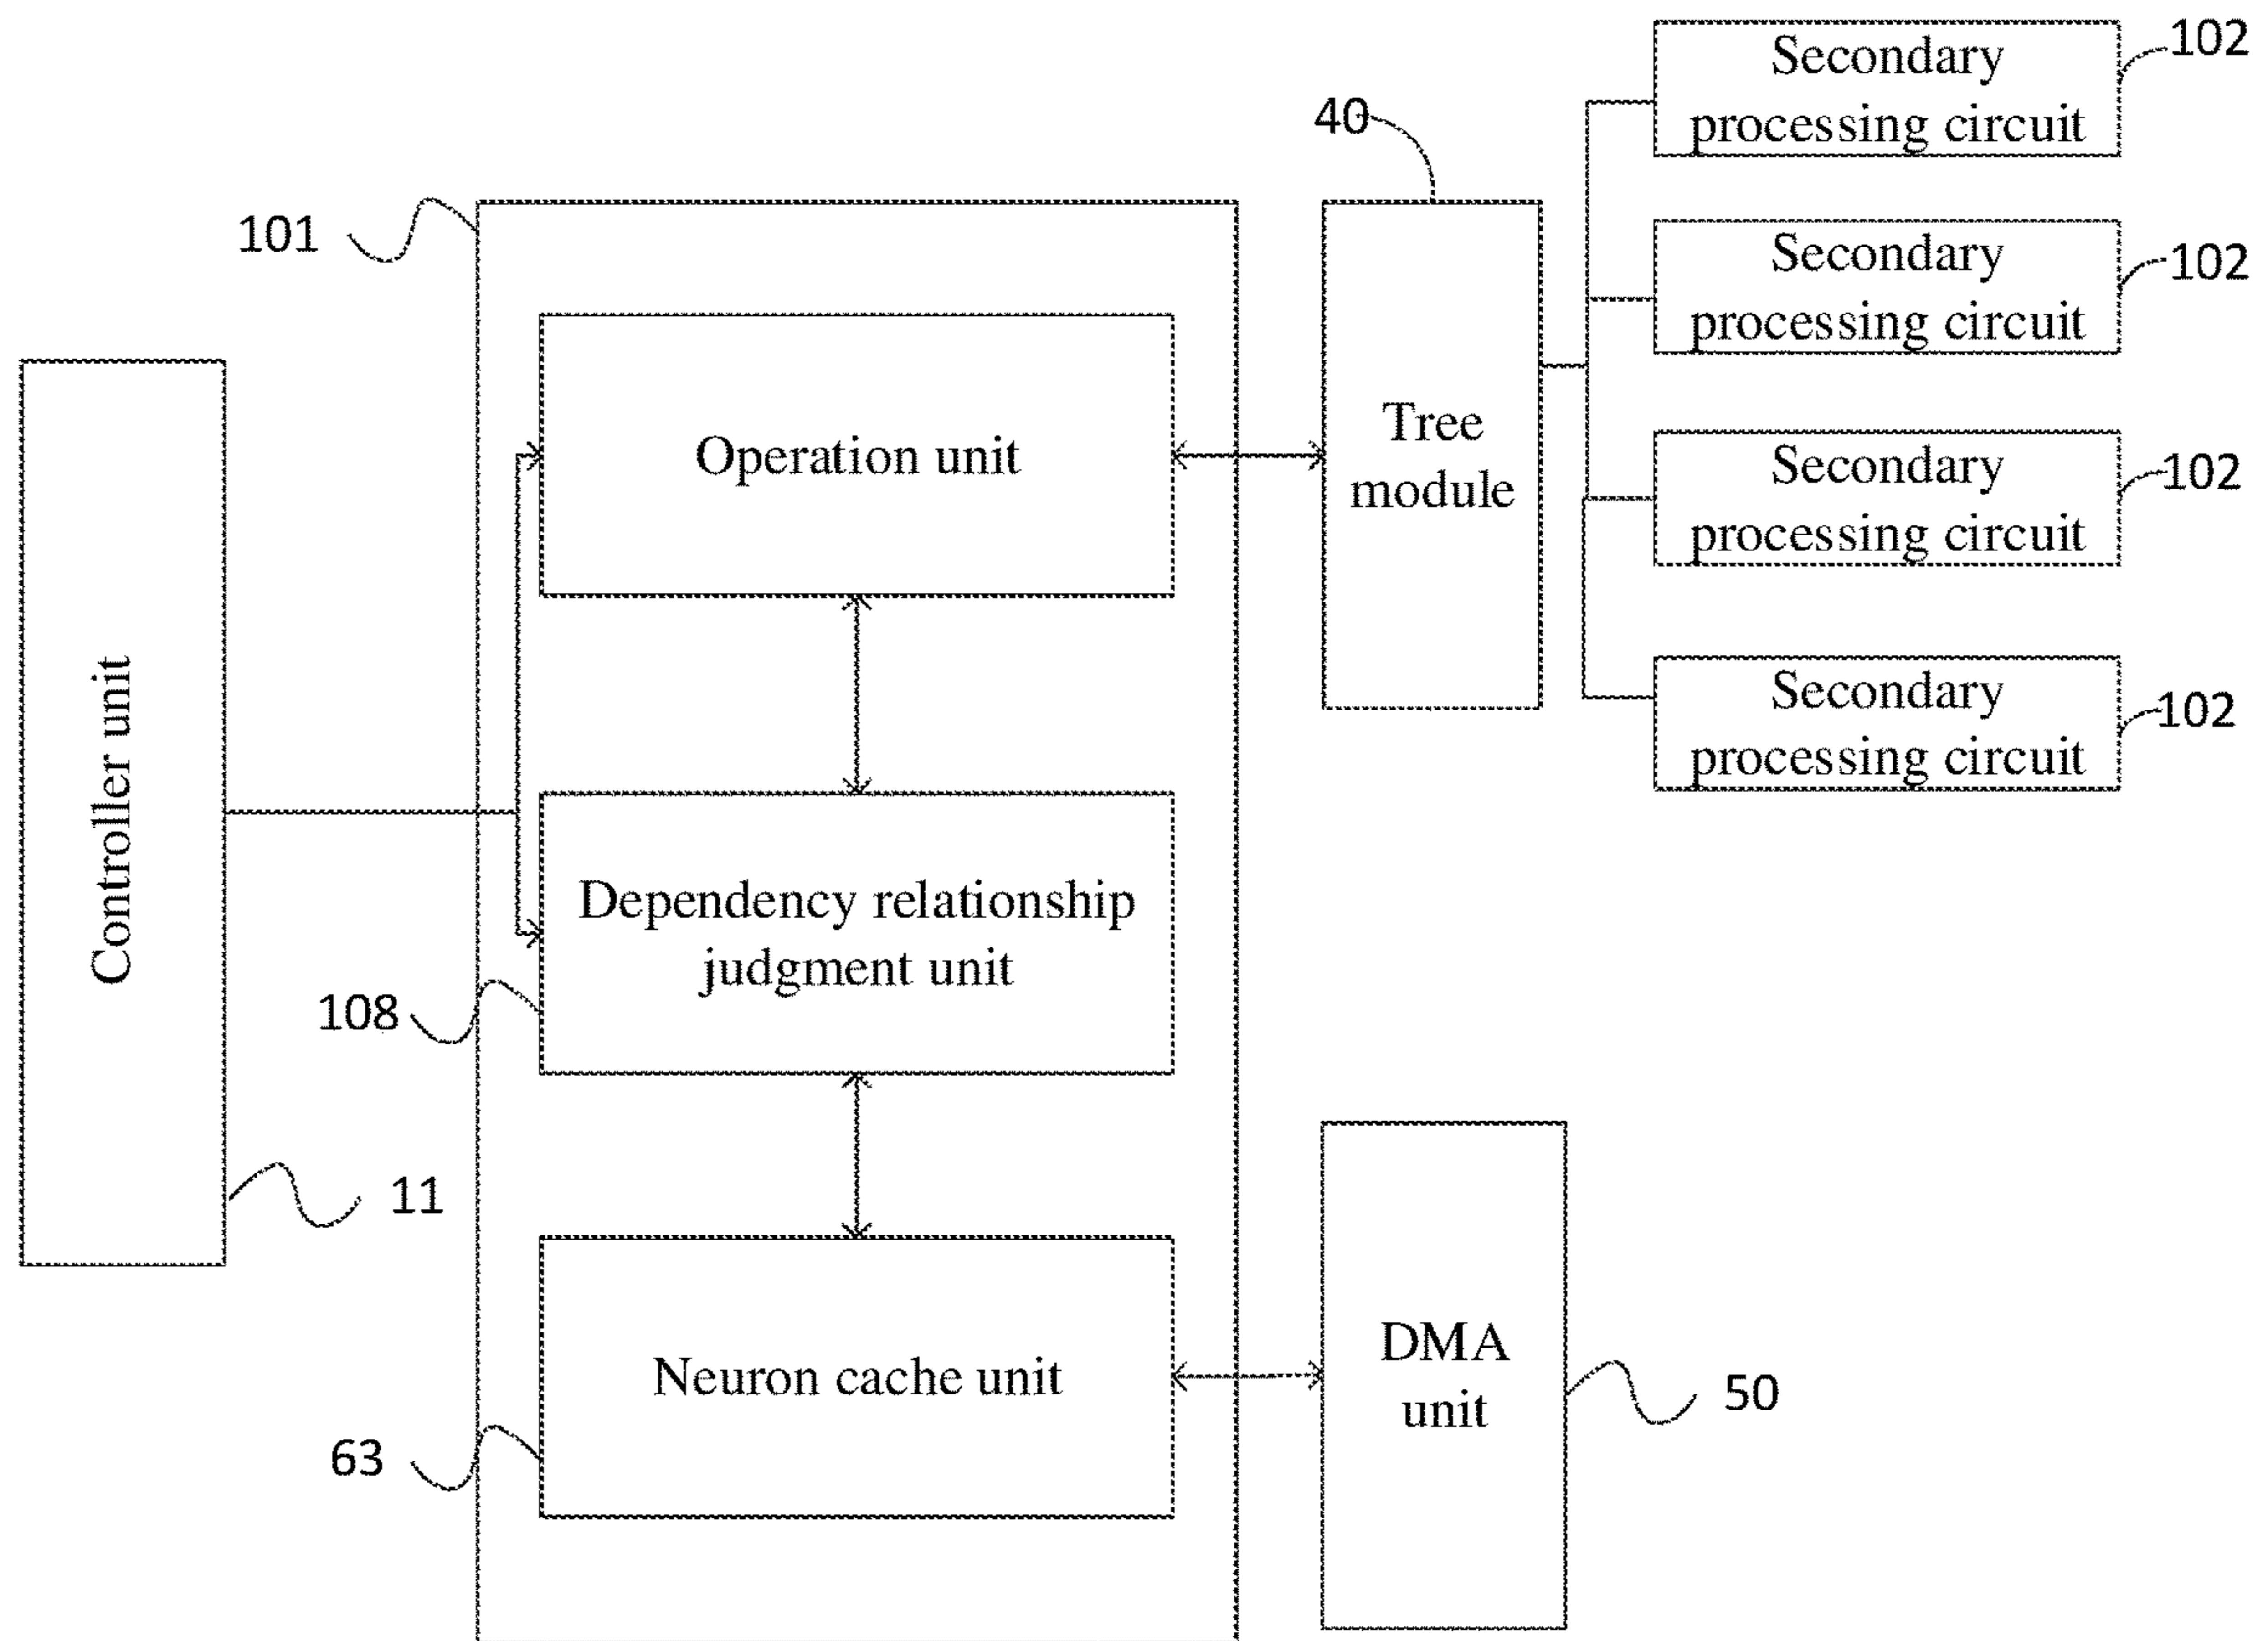 Secondary
processing circuit
102
40
101
Secondary
processing circuit
102
Operation unit
Tree
module
Secondary
processing circuit
102
Secondary
processing circuit
102
Controller unit
Dependency relationship
judgment unit
108
11
Neuron cache unit
DMA
unit
50
63